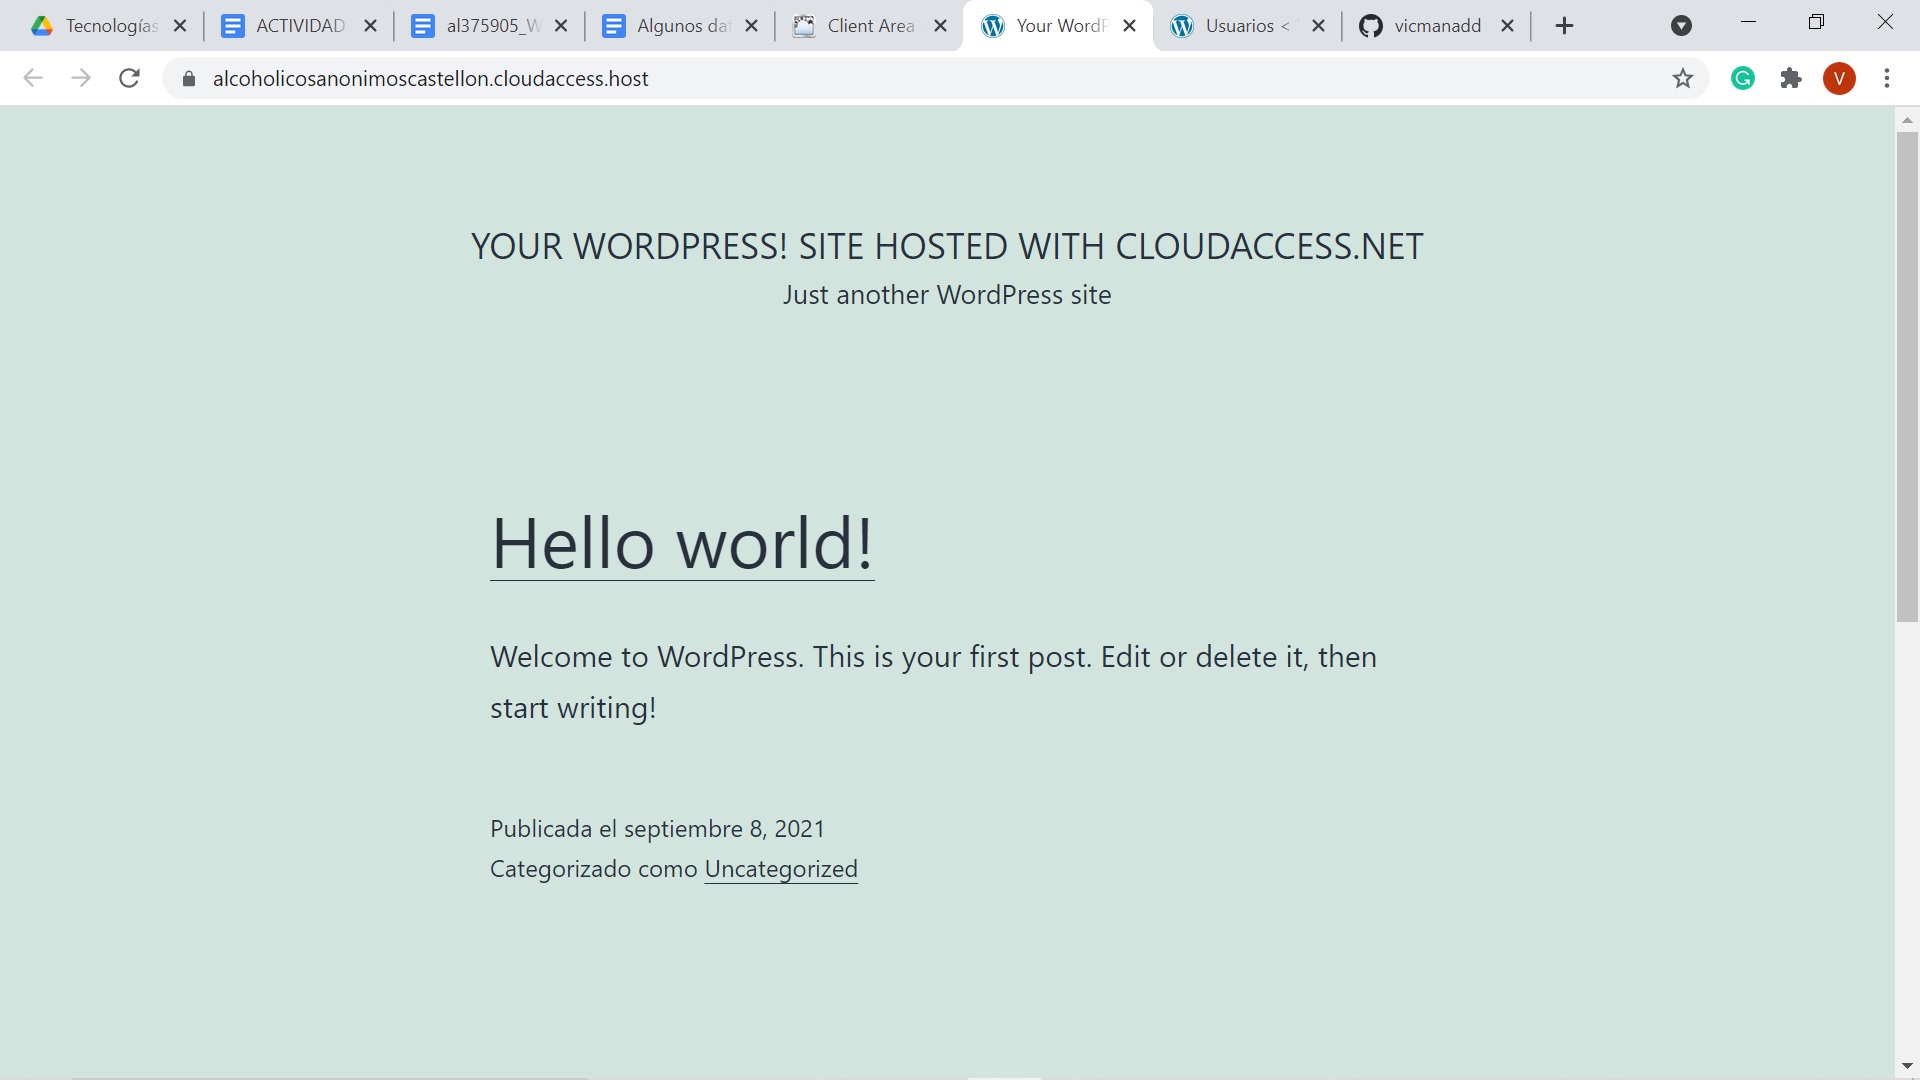 Tecnologías
ACTIVIDAD
al375905_W
Algunos dat
Client Area
Your WordP
Usuarios <
vicmanadd
alcoholicosanonimoscastellon.cloudaccess.host
V
YOUR WORDPRESS! SITE HOSTED WITH CLOUDACCESS.NET
Just another WordPress site
Hello world!
Welcome to WordPress. This is your first post. Edit or delete it, then
start writing!
Publicada el septiembre 8, 2021
Categorizado como Uncategorized